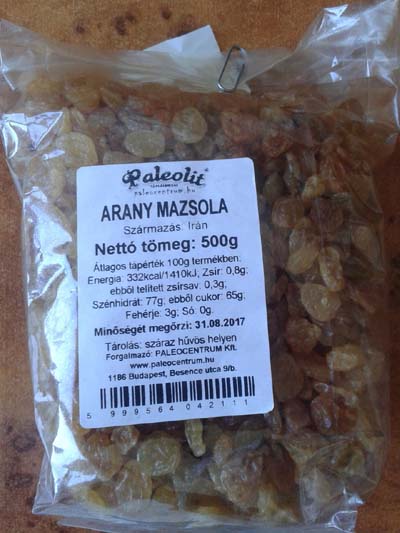 Paleolit
paleocentrum.hu
ARANY MAZSOLA
Származás: Irán
Nettó tömeg: 500g
Átlagos tápérték 100g termékben:
Energia: 332kcal/1410kJ; Zsír: 0,8g;
ebből telített zsírsav: 0,3g;
Szénhidrát: 77g; ebből cukor: 65g;
Fehérje: 3g; Só: 0g.
Minőségét megőrzi: 31.08.2017
Tárolás: száraz hűvös helyen
Forgalmazó: PALEOCENTRUM Kft.
www.paleocentrum.hu
1186 Budapest, Besence utca 9/b.
5 999564 042111